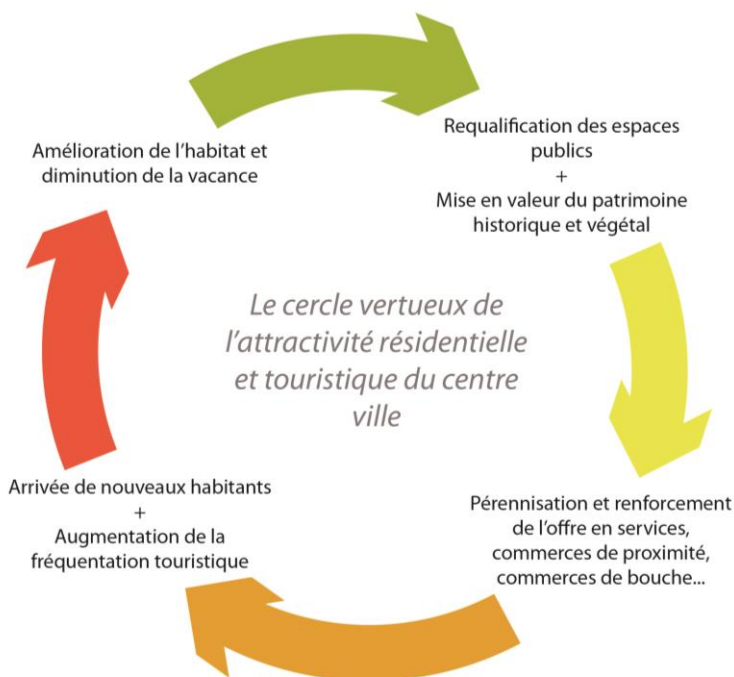 Amélioration de l'habitat et
diminution de la vacance
Requalification des espaces
publics
+
Mise en valeur du patrimoine
historique et végétal
Le cercle vertueux de
l'attractivité résidentielle
et touristique du centre
ville
Arrivée de nouveaux habitants
+
Augmentation de la
fréquentation touristique
Pérennisation et renforcement
de l'offre en services,
commerces de proximité,
commerces de bouche...